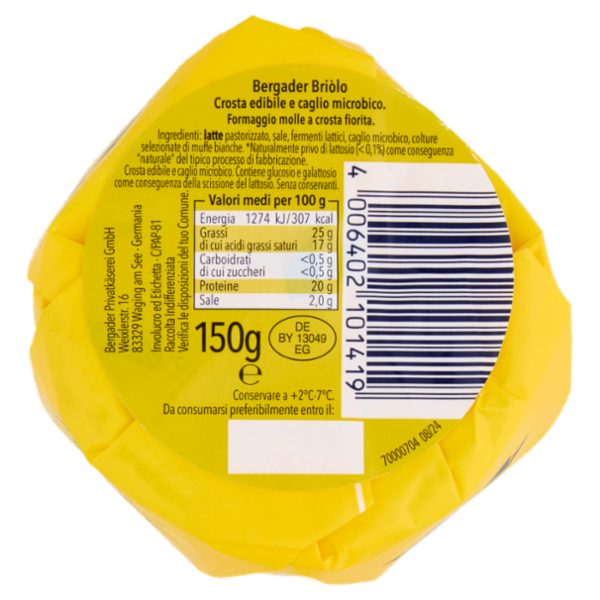 Bergader Briòlo
Crosta edibile e caglio microbico.
Formaggio molle a crosta fiorita.
Ingredienti: latte pastorizzato, sale, fermenti lattici, caglio microbico, colture
selezionate di muffe bianche. *Naturalmente privo di lattosio (< 0,1%) come conseguenza
"naturale" del tipico processo di fabbricazione.
Crosta edibile e caglio microbico. Contiene glucosio e galattosio
come conseguenza della scissione del lattosio. Senza conservanti.
Valori medi per 100 g
Energia 1274 kJ/307 kcal
Grassi 25 g
di cui acidi grassi saturi 17 g
Carboidrati <0,5 g
di cui zuccheri <0,5 g
Proteine 20 g
Sale 2,0 g
Bergader Privatkäserei GmbH
Weixlerstr. 16
83329 Waging am See - Germania
Involucro ed Etichetta - C/PAP-81
Raccolta Indifferenziata
Verifica le disposizioni del tuo Comune.
150g
e
DE
BY 13049
EG
Conservare a +2°C-7°C.
Da consumarsi preferibilmente entro il:
4 006402 101419
70000704 08/24